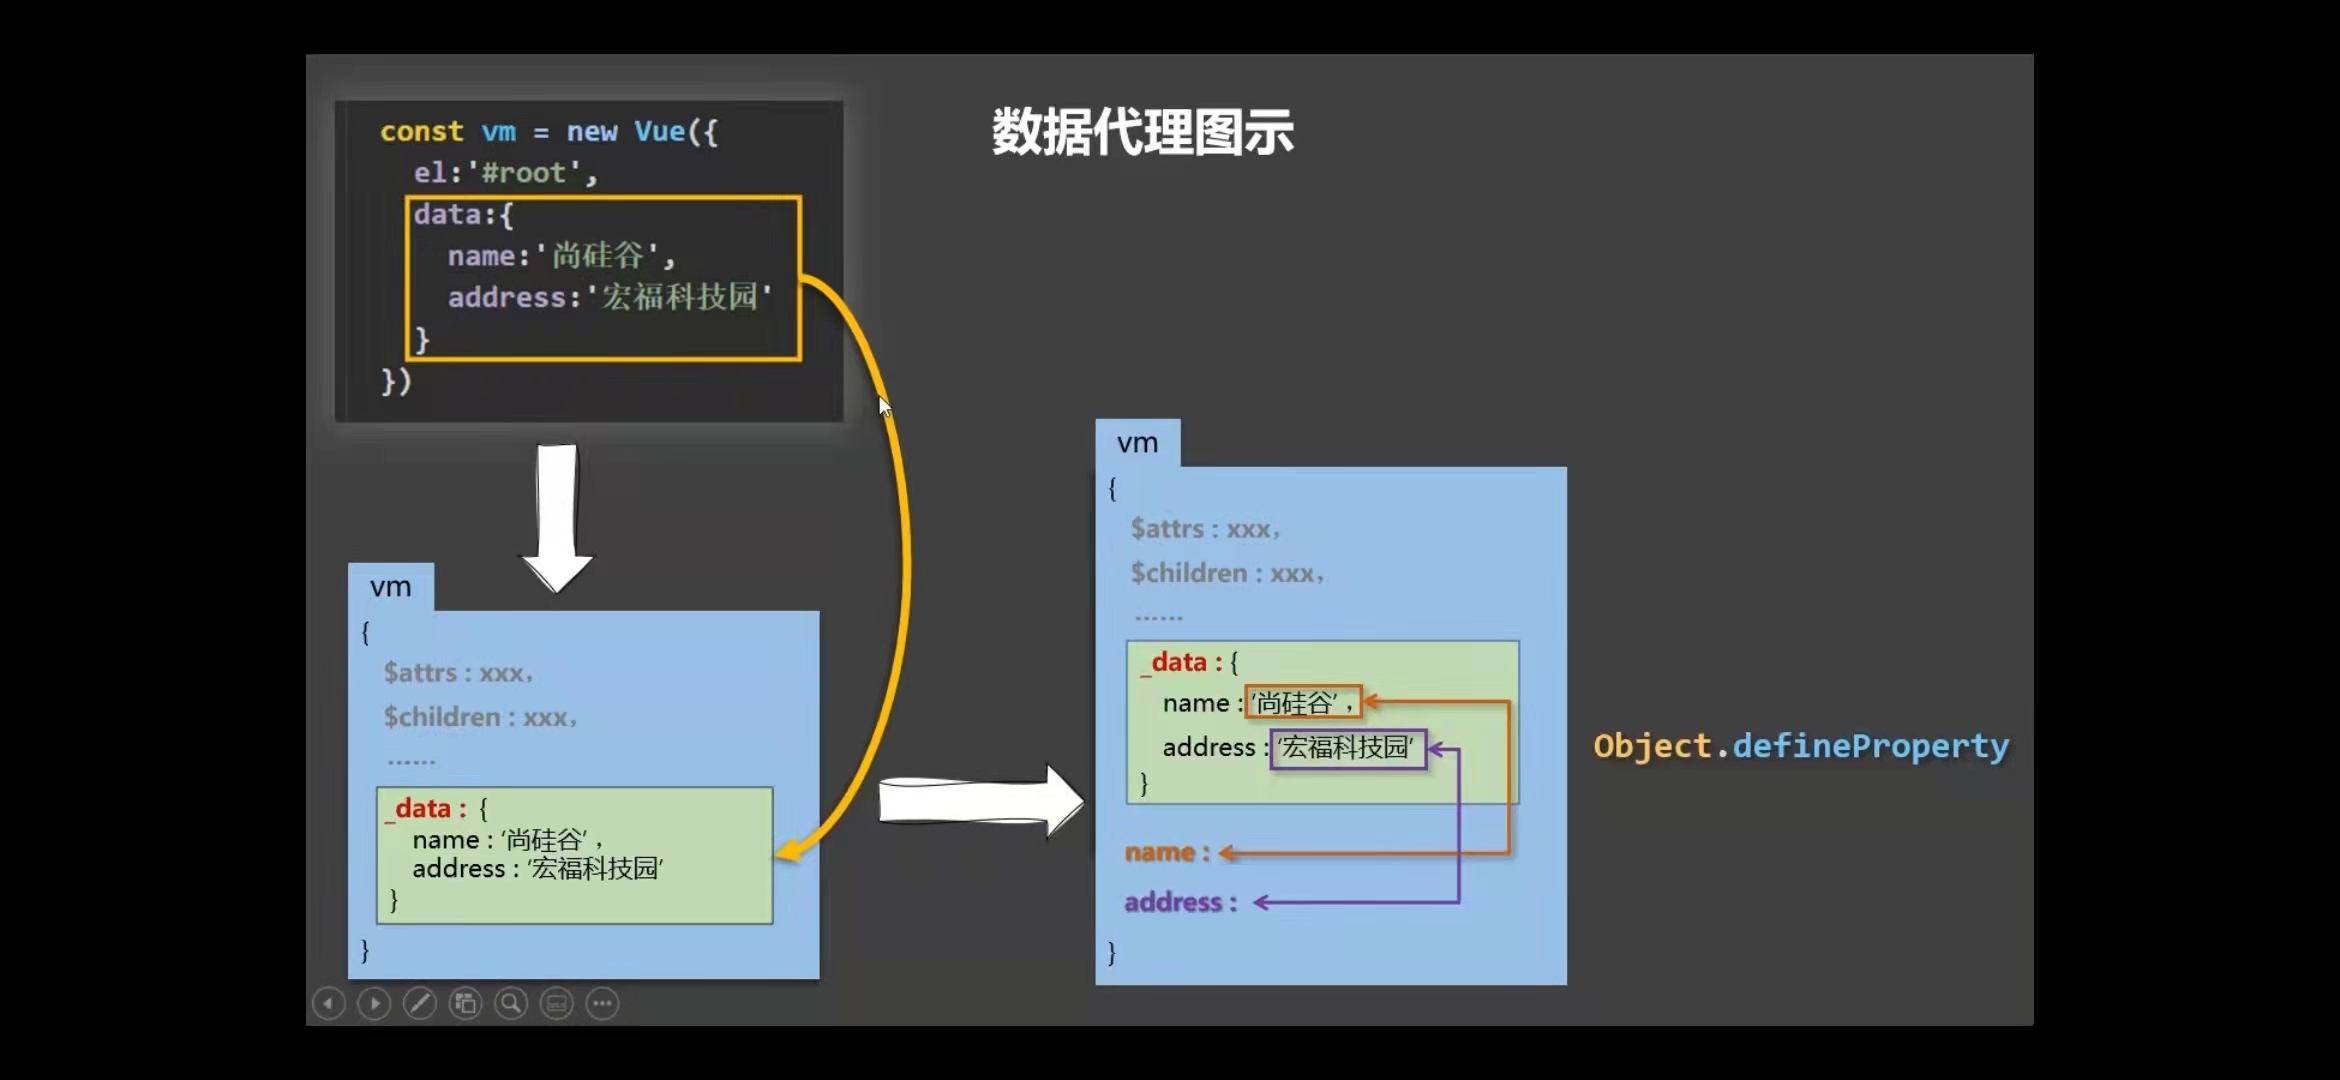 数据代理图示
const vm = new Vue({
el:'#root',
data:{
name:'尚硅谷',
address:'宏福科技园'
}
})
vm
{
$attrs : xxx，
$children : xxx，
......
_data : {
name : '尚硅谷' ，
address : '宏福科技园'
}
}
vm
{
$attrs : xxx，
$children : xxx，
......
_data : {
name : '尚硅谷' ，
address : '宏福科技园'
}
name :
address :
}
Object.defineProperty